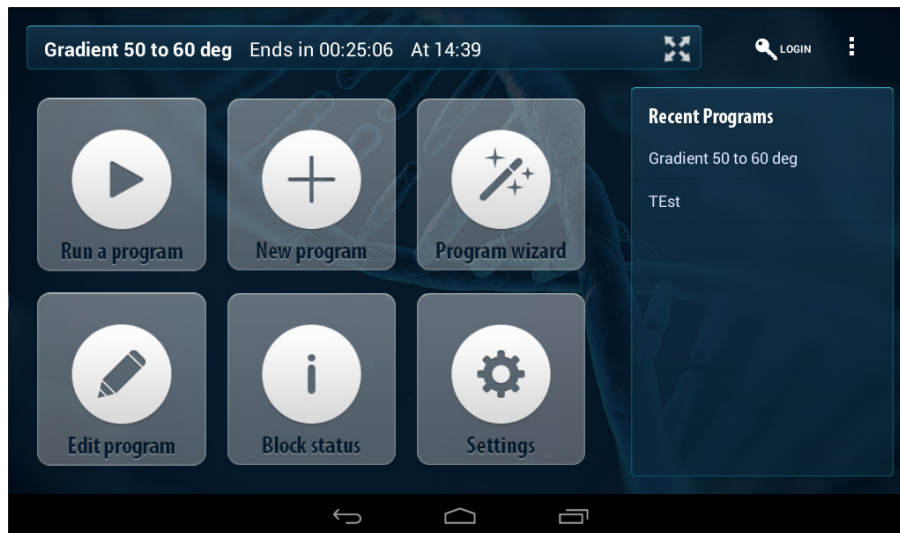 Gradient 50 to 60 deg Ends in 00:25:06 At 14:39
LOGIN
Run a program
New program
Program wizard
Edit program
Block status
Settings
Recent Programs
Gradient 50 to 60 deg
TEst